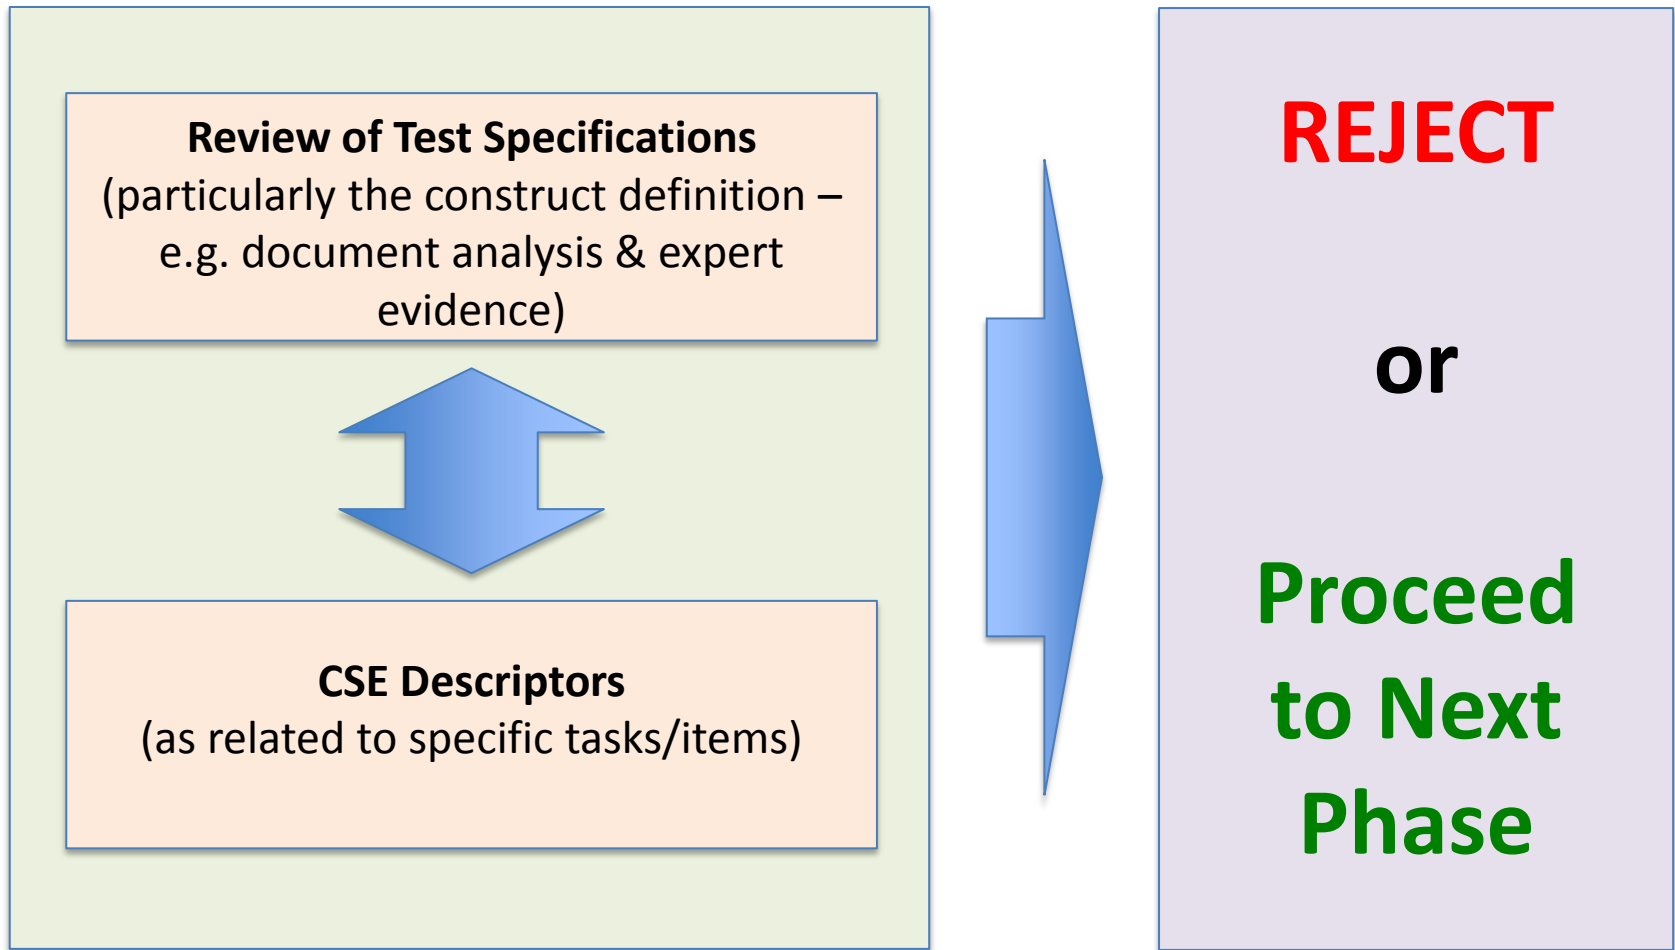 Review of Test Specifications
(particularly the construct definition –
e.g. document analysis & expert
evidence)
CSE Descriptors
(as related to specific tasks/items)
REJECT
or
Proceed
to Next
Phase